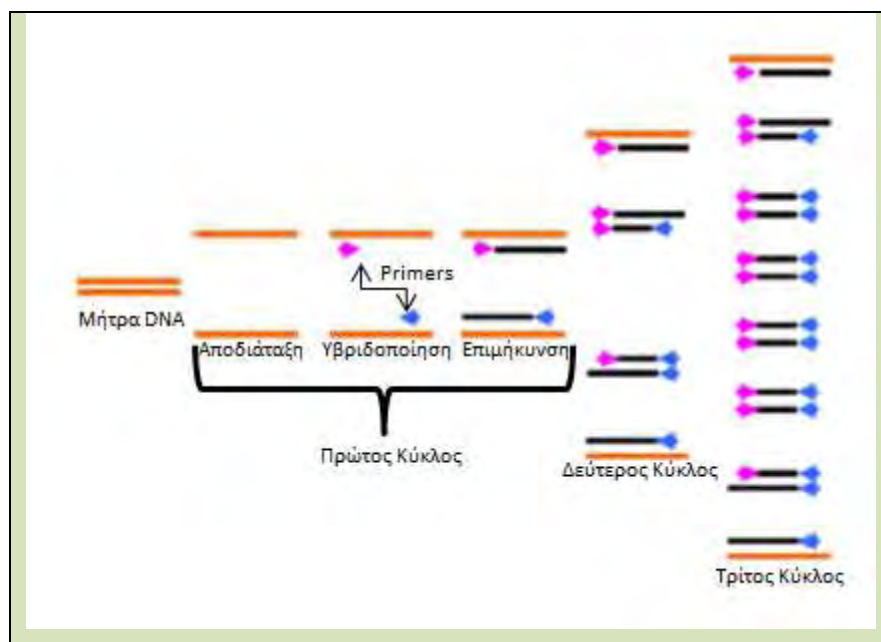 Primers
Μήτρα DNA
Αποδιάταξη
Υβριδοποίηση
Επιμήκυνση
Πρώτος Κύκλος
Δεύτερος Κύκλος
Τρίτος Κύκλος